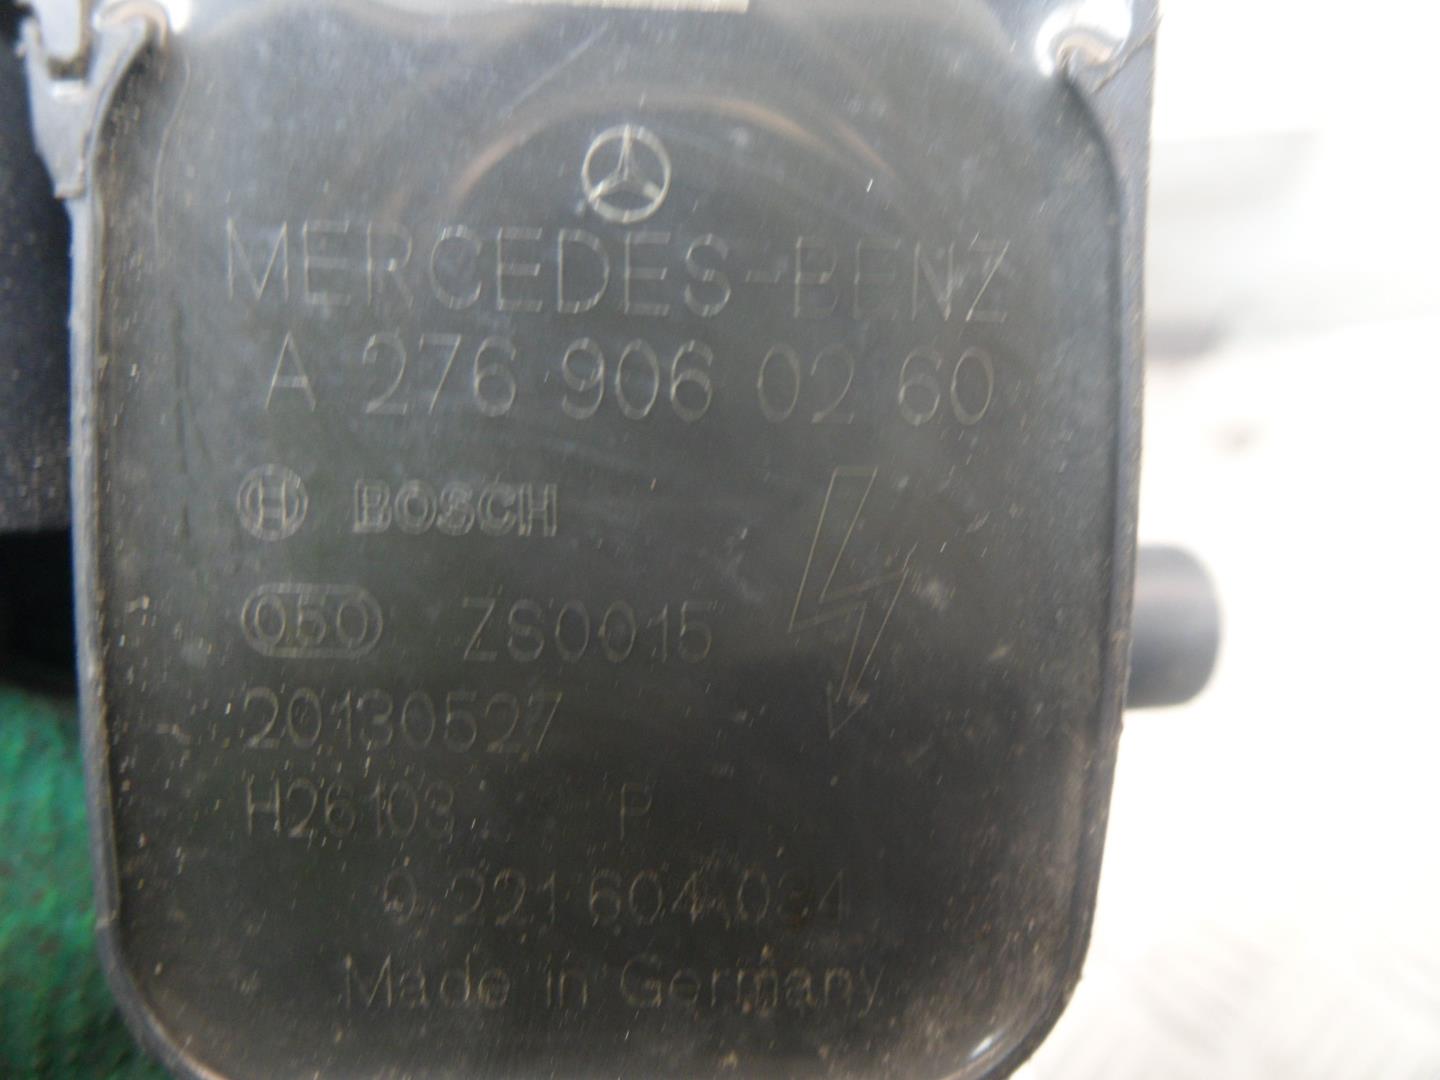 MERCEDES-BENZ
A 276 906 02 60
BOSCH
050 ZS0015
20130527
H26103 P
0 221 604 034
Made in Germany